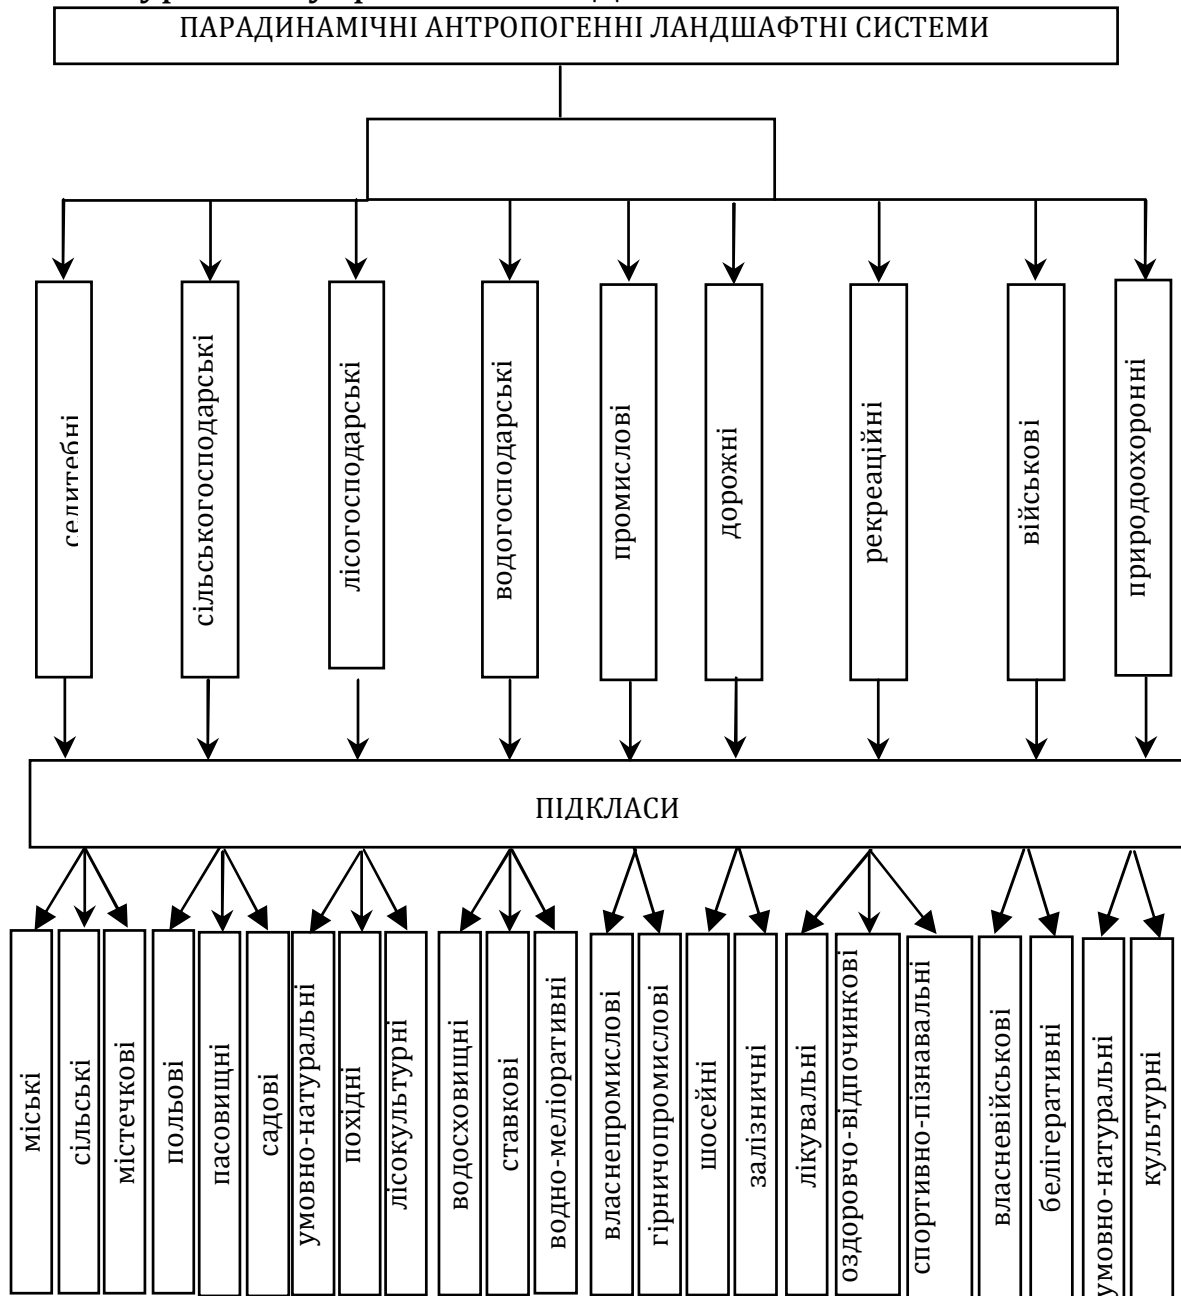 ПАРАДИНАМІЧНІ АНТРОПОГЕННІ ЛАНДШАФТНІ СИСТЕМИ
селитебні
сільськогосподарські
лісогосподарські
водогосподарські
промислові
дорожні
рекреаційні
військові
природоохоронні
ПІДКЛАСИ
міські
сільські
містечкові
польові
пасовищні
садові
умовно-натуральні
похідні
лісокультурні
водосховищні
ставкові
водно-меліоративні
власнепромислові
гірничопромислові
шосейні
залізничні
лікувальні
оздоровчо-відпочинкові
спортивно-пізнавальні
власневійськові
белігеративні
умовно-натуральні
культурні